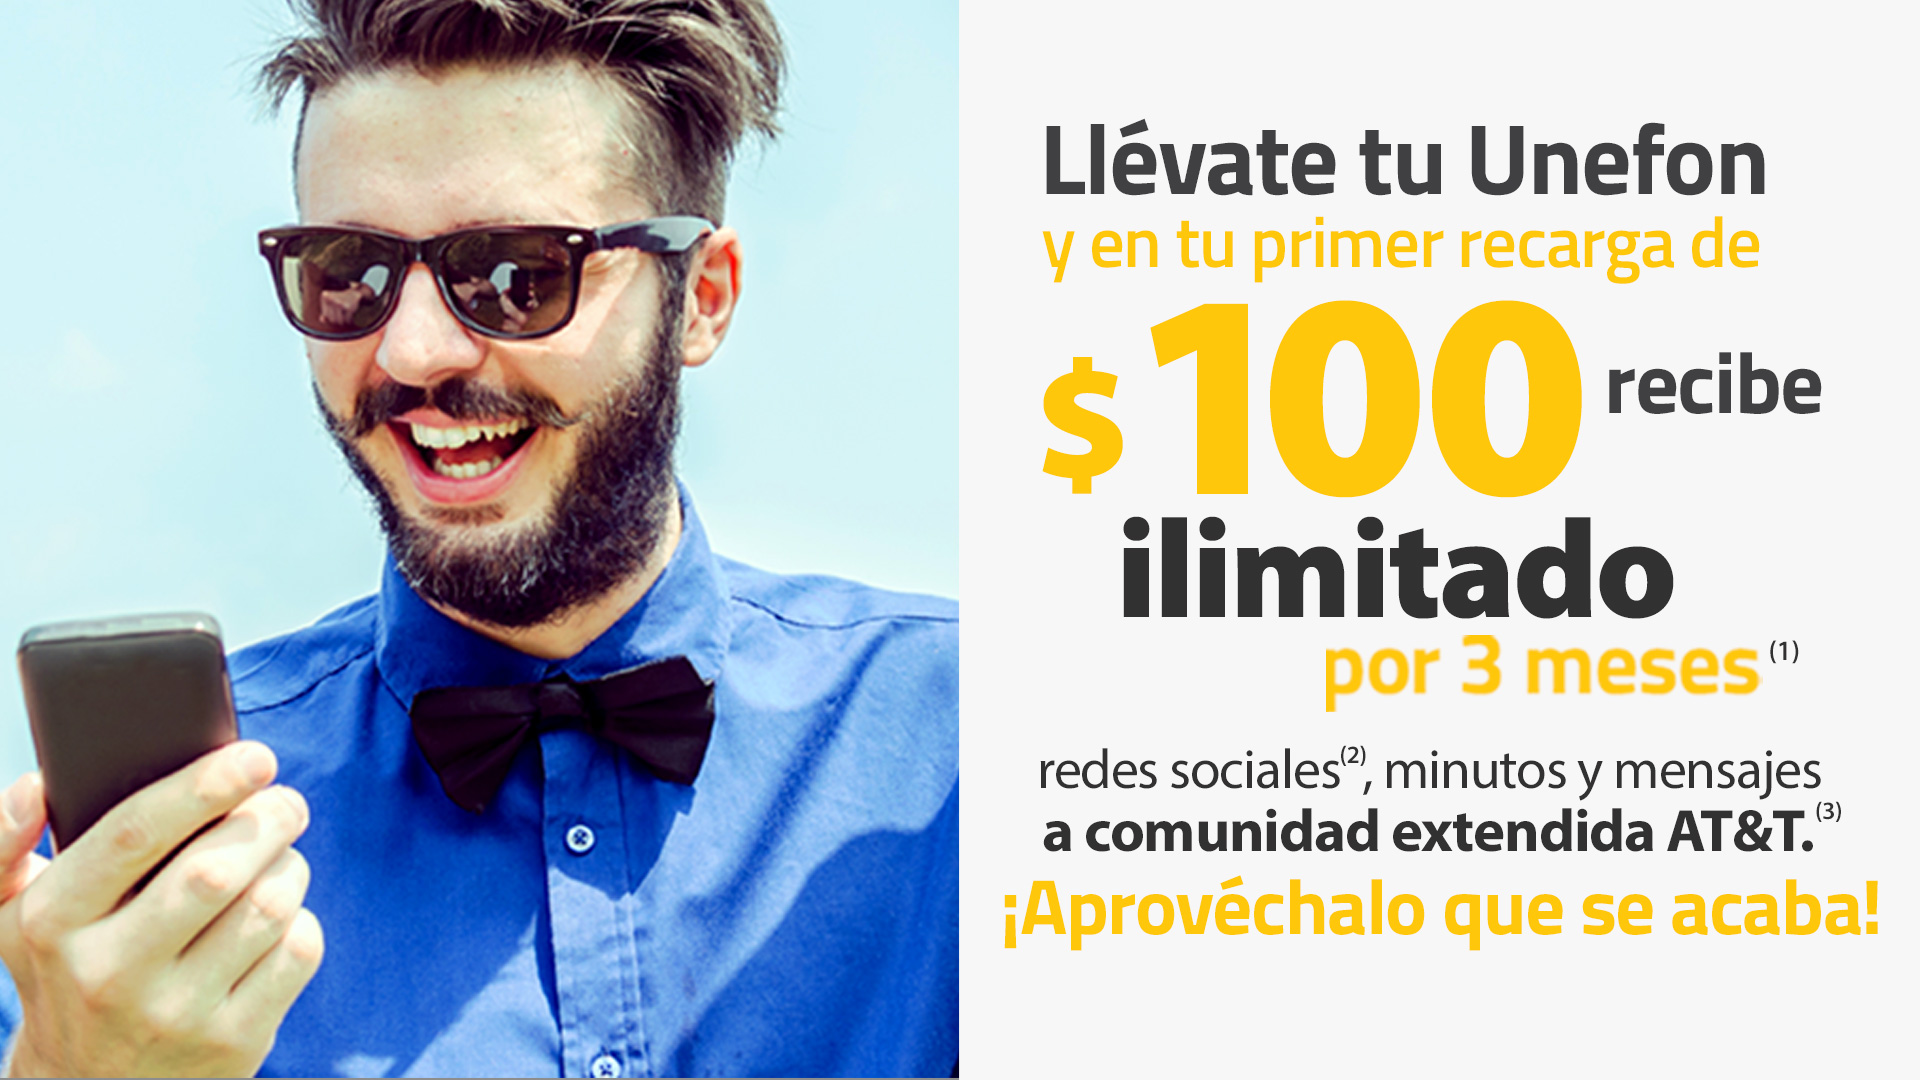 Llévate tu Unefon
y en tu primer recarga de
$100 recibe
ilimitado
por 3 meses (1)
redes sociales(2), minutos y mensajes
a comunidad extendida AT&T.(3)
¡Aprovéchalo que se acaba!